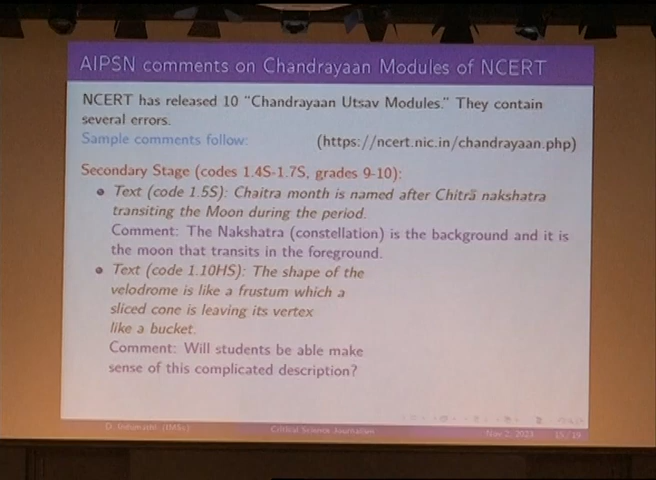 AIPSN comments on Chandrayaan Modules of NCERT
NCERT has released 10 "Chandrayaan Utsav Modules." They contain
several errors.
Sample comments follow: (https://ncert.nic.in/chandrayaan.php)
Secondary Stage (codes 1.4S-1.7S, grades 9-10):
Text (code 1.5S): Chaitra month is named after Chitrā nakshatra
transiting the Moon during the period.
Comment: The Nakshatra (constellation) is the background and it is
the moon that transits in the foreground.
Text (code 1.10HS): The shape of the
velodrome is like a frustum which a
sliced cone is leaving its vertex
like a bucket.
Comment: Will students be able make
sense of this complicated description?
D. Indumathi (IMSc) Critical Science Journalism Nov 2, 2023 15 / 19